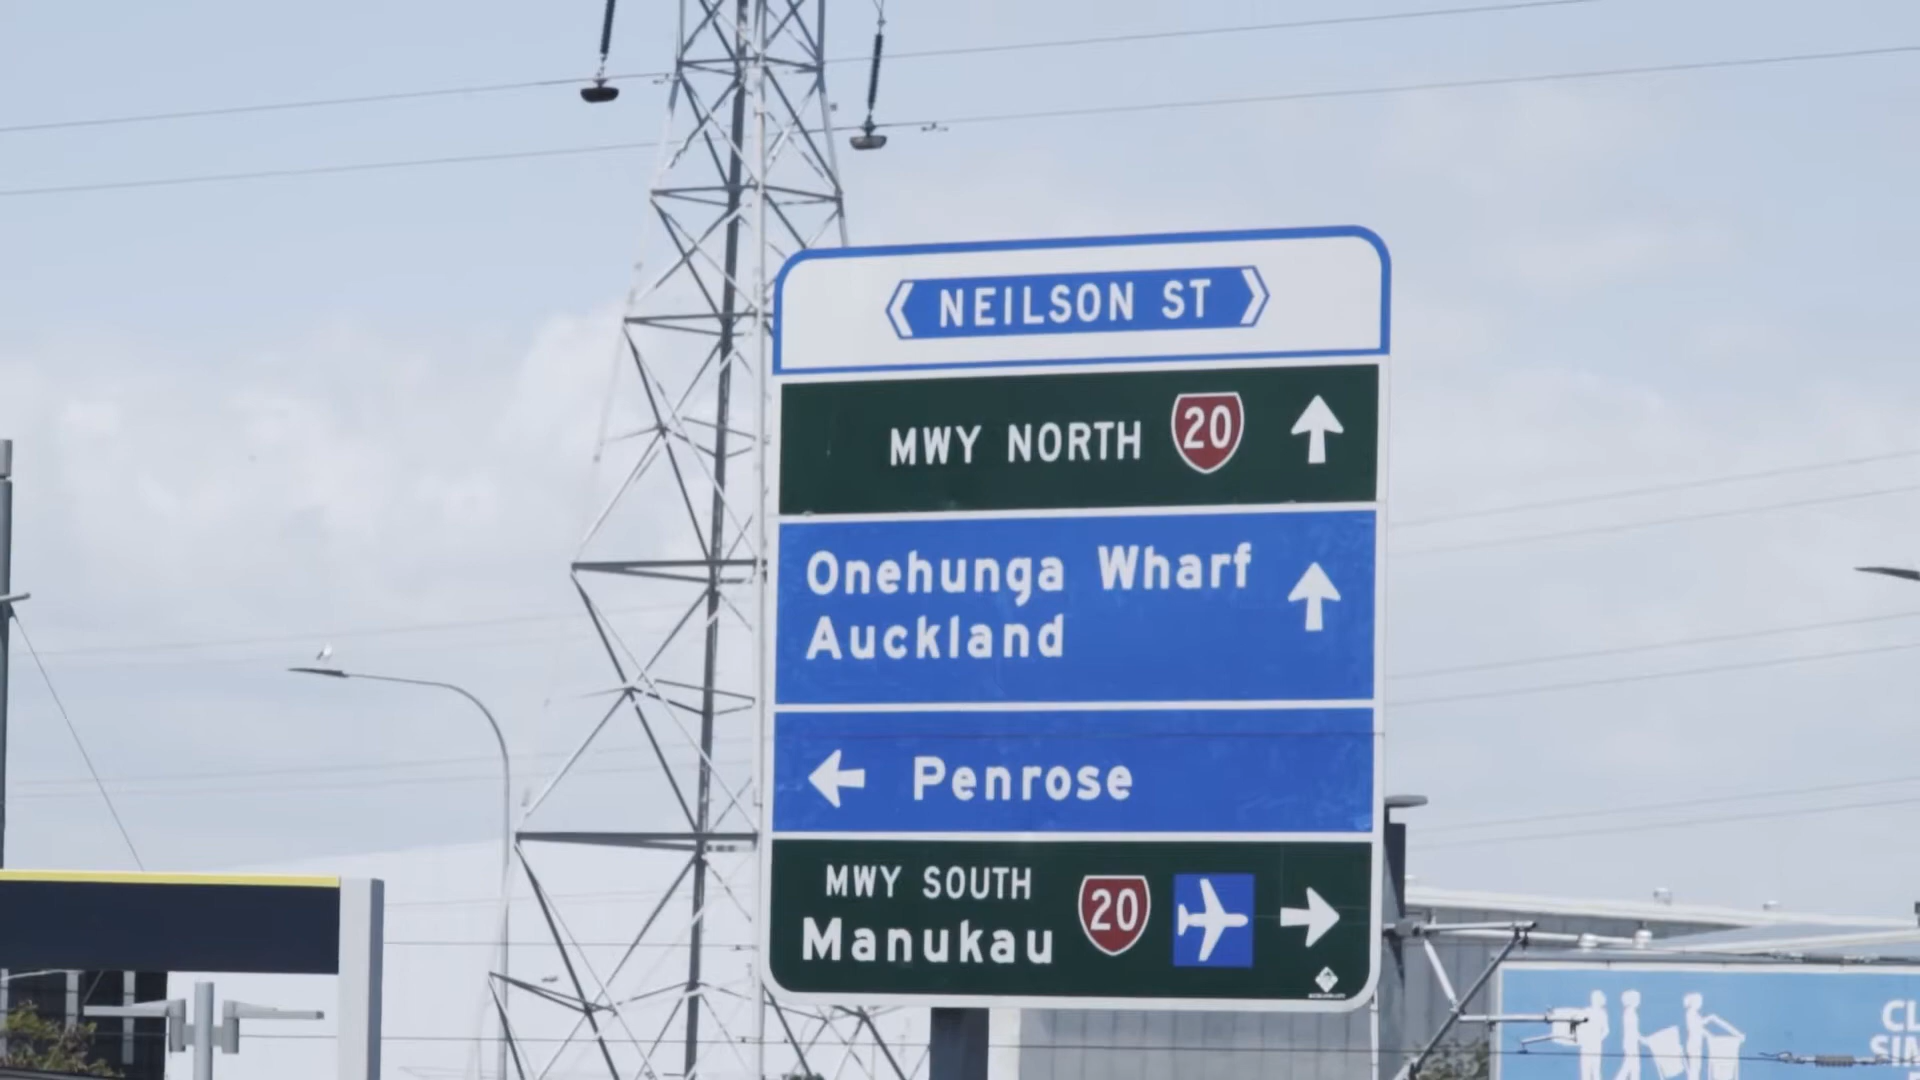 NEILSON ST
MWY NORTH 20
Onehunga Wharf
Auckland
Penrose
MWY SOUTH
Manukau 20